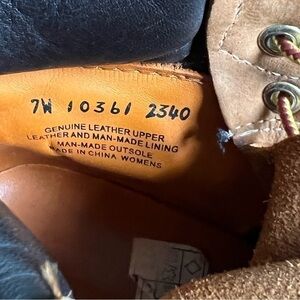 7W 10361 2340
GENUINE LEATHER UPPER
LEATHER AND MAN-MADE LINING
MAN-MADE OUTSOLE
MADE IN CHINA WOMENS